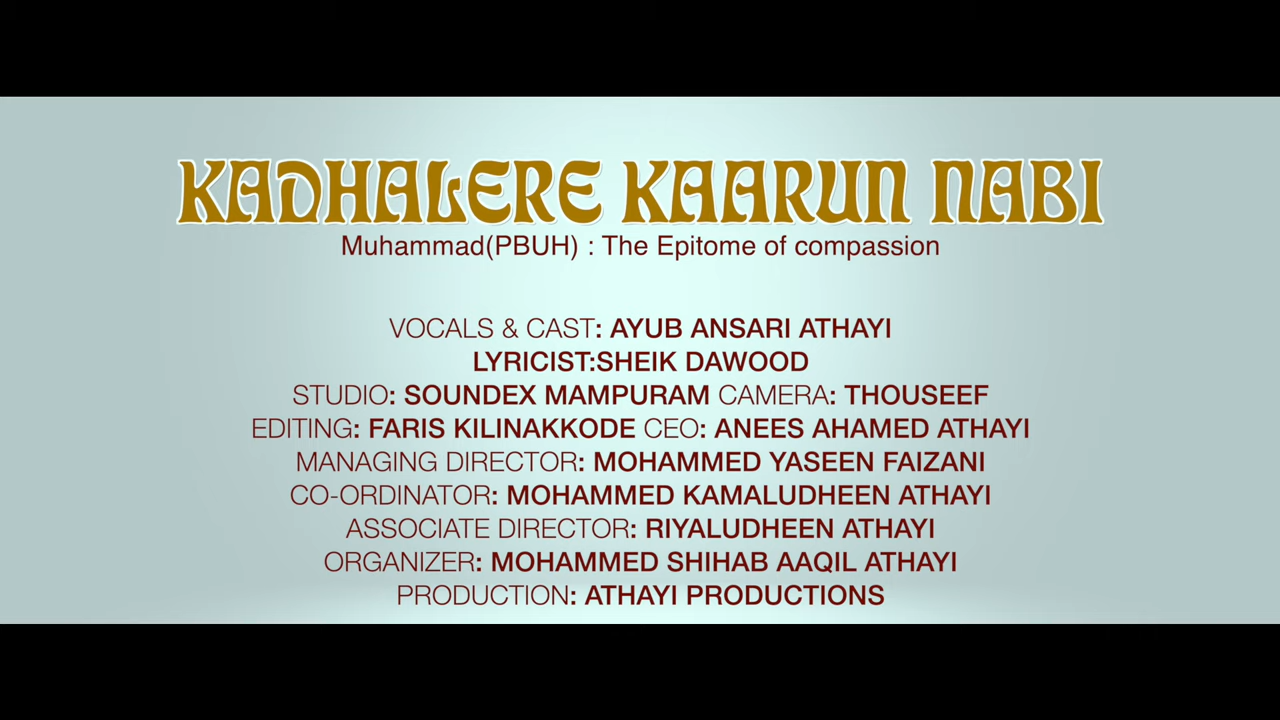 KADHALERE KAARUN NABI
Muhammad(PBUH) : The Epitome of compassion
VOCALS & CAST: AYUB ANSARI ATHAYI
LYRICIST:SHEIK DAWOOD
STUDIO: SOUNDEX MAMPURAM CAMERA: THOUSEEF
EDITING: FARIS KILINAKKODE CEO: ANEES AHAMED ATHAYI
MANAGING DIRECTOR: MOHAMMED YASEEN FAIZANI
CO-ORDINATOR: MOHAMMED KAMALUDHEEN ATHAYI
ASSOCIATE DIRECTOR: RIYALUDHEEN ATHAYI
ORGANIZER: MOHAMMED SHIHAB AAQIL ATHAYI
PRODUCTION: ATHAYI PRODUCTIONS